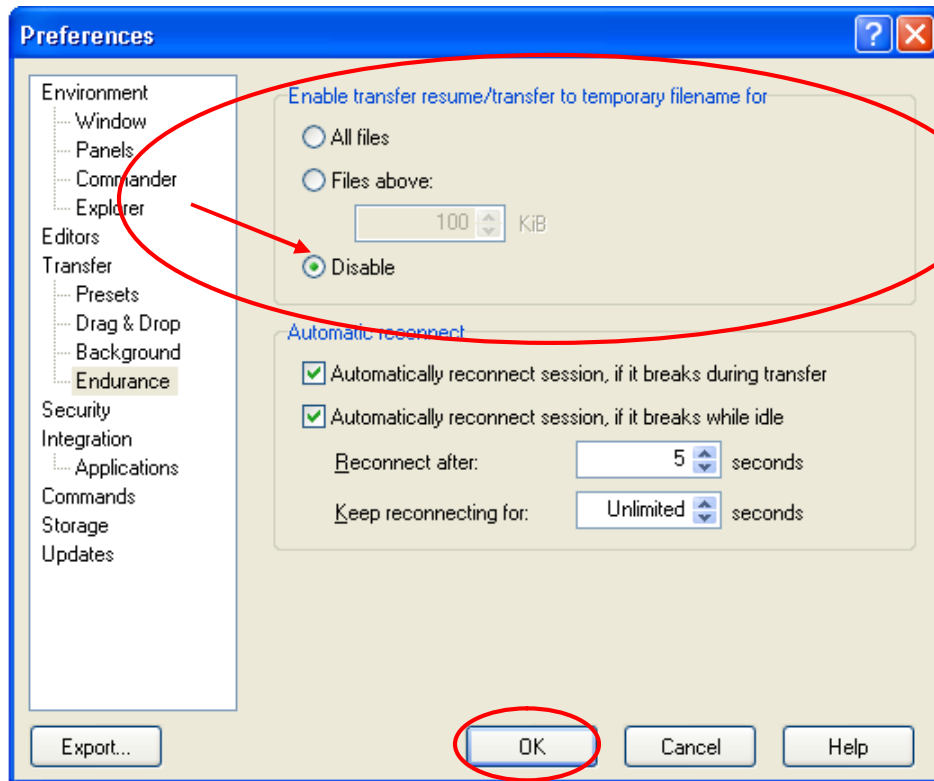 Preferences
Environment
Window
Panels
Commander
Explorer
Editors
Transfer
Presets
Drag & Drop
Background
Endurance
Security
Integration
Applications
Commands
Storage
Updates
Enable transfer resume/transfer to temporary filename for
All files
Files above:
100 KiB
Disable
Automatic reconnect
Automatically reconnect session, if it breaks during transfer
Automatically reconnect session, if it breaks while idle
Reconnect after: 5 seconds
Keep reconnecting for: Unlimited seconds
Export... OK Cancel Help